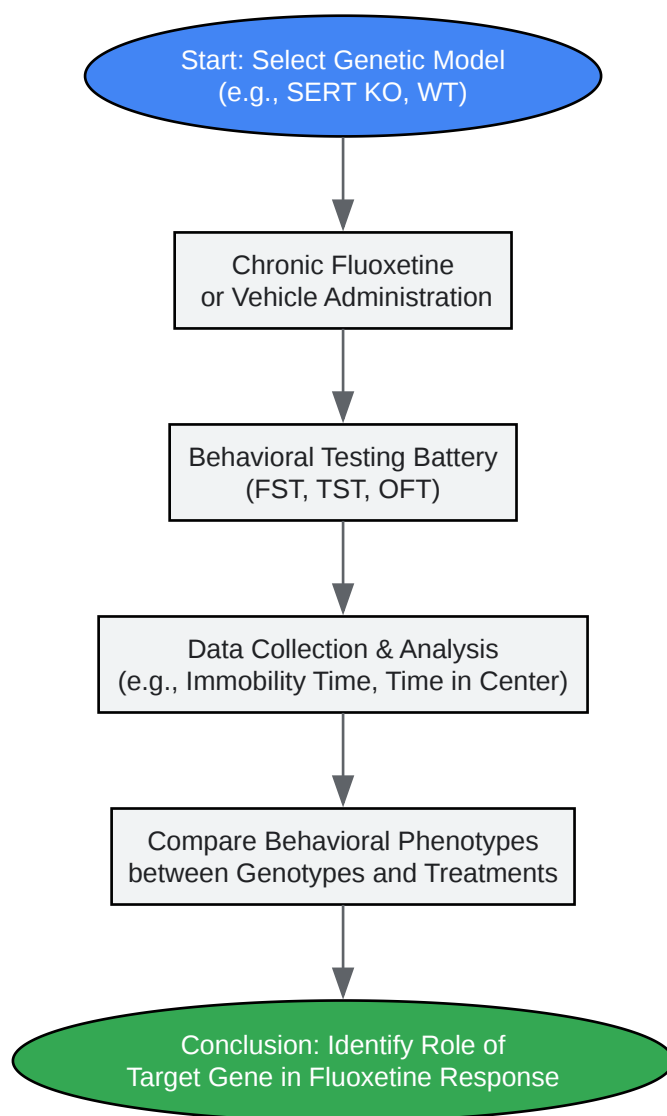 Start: Select Genetic Model
(e.g., SERT KO, WT)
Chronic Fluoxetine
or Vehicle Administration
Behavioral Testing Battery
(FST, TST, OFT)
Data Collection & Analysis
(e.g., Immobility Time, Time in Center)
Compare Behavioral Phenotypes
between Genotypes and Treatments
Conclusion: Identify Role of
Target Gene in Fluoxetine Response